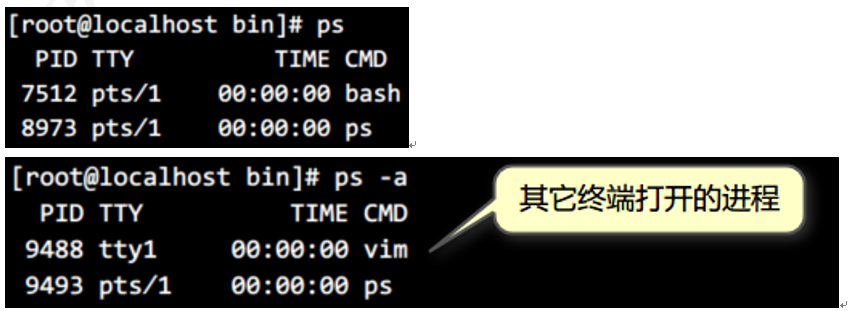 [root@localhost bin]# ps
PID TTY TIME CMD
7512 pts/1 00:00:00 bash
8973 pts/1 00:00:00 ps
[root@localhost bin]# ps -a
PID TTY TIME CMD
9488 tty1 00:00:00 vim
9493 pts/1 00:00:00 ps
其它终端打开的进程